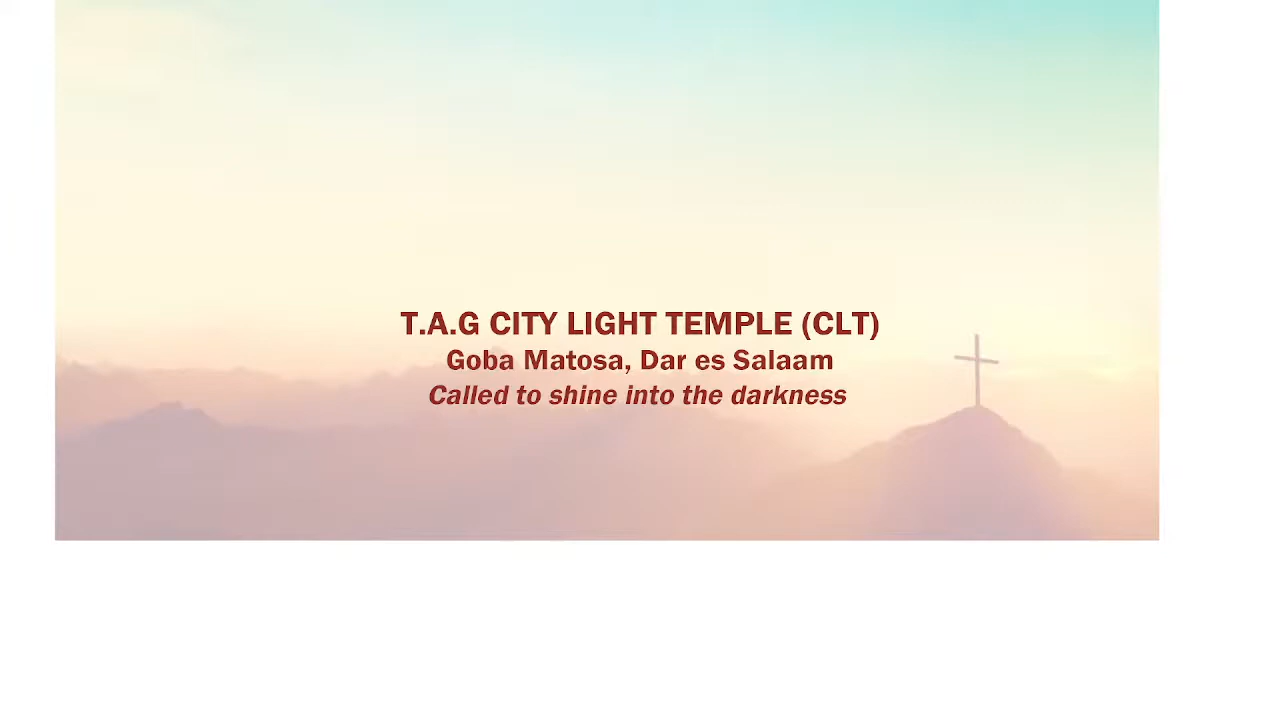 T.A.G CITY LIGHT TEMPLE (CLT)
Goba Matosa, Dar es Salaam
Called to shine into the darkness